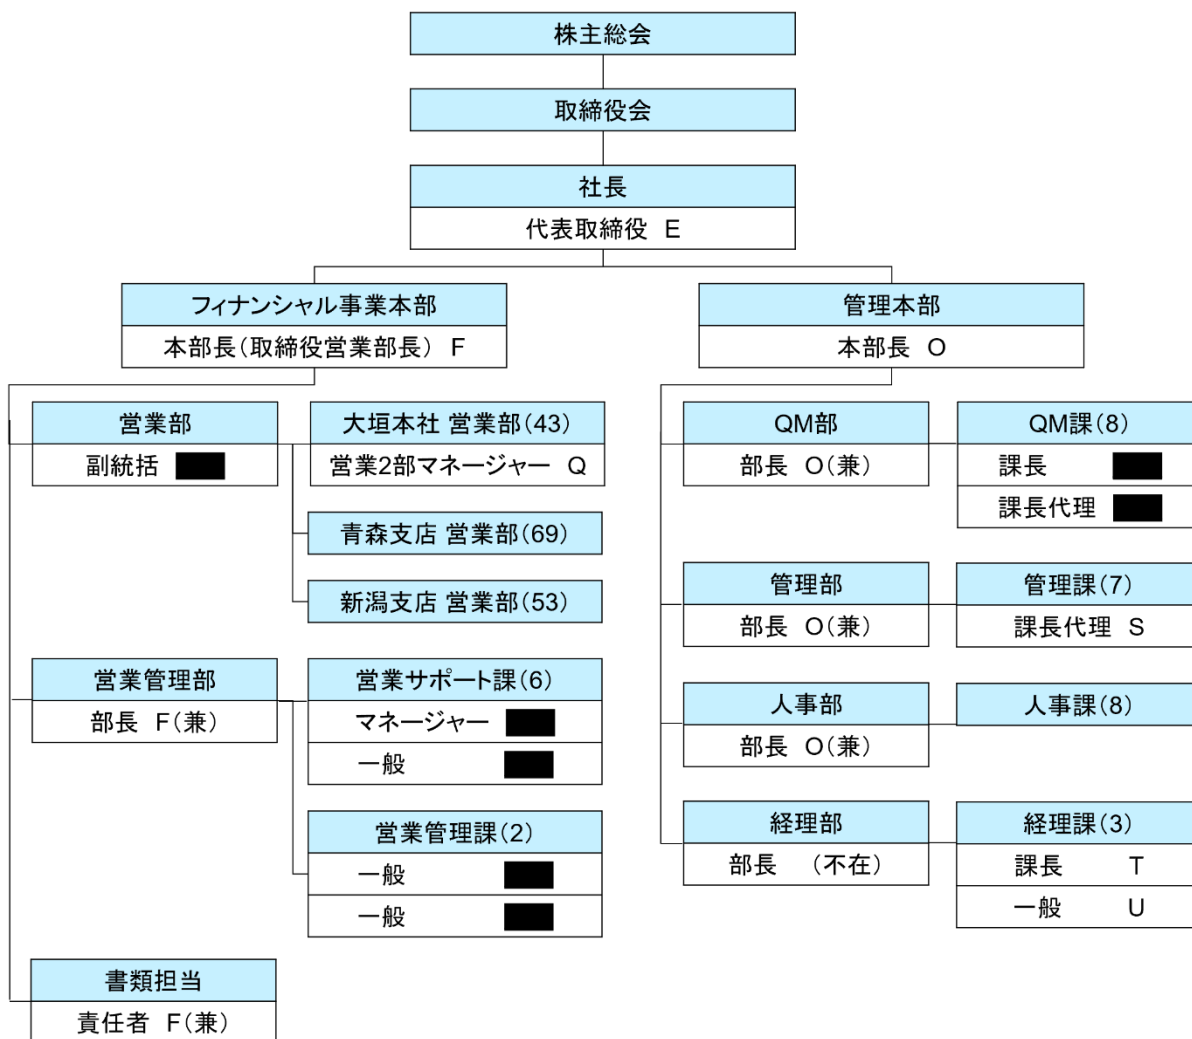 株主総会
取締役会
社長
代表取締役 E
フィナンシャル事業本部
本部長(取締役営業部長) F
管理本部
本部長 O
営業部
副統括
大垣本社 営業部(43)
営業2部マネージャー Q
青森支店 営業部(69)
新潟支店 営業部(53)
営業管理部
部長 F(兼)
営業サポート課(6)
マネージャー
一般
営業管理課(2)
一般
一般
書類担当
責任者 F(兼)
QM部
部長 O(兼)
QM課(8)
課長
課長代理
管理部
部長 O(兼)
管理課(7)
課長代理 S
人事部
部長 O(兼)
人事課(8)
経理部
部長 (不在)
経理課(3)
課長 T
一般 U